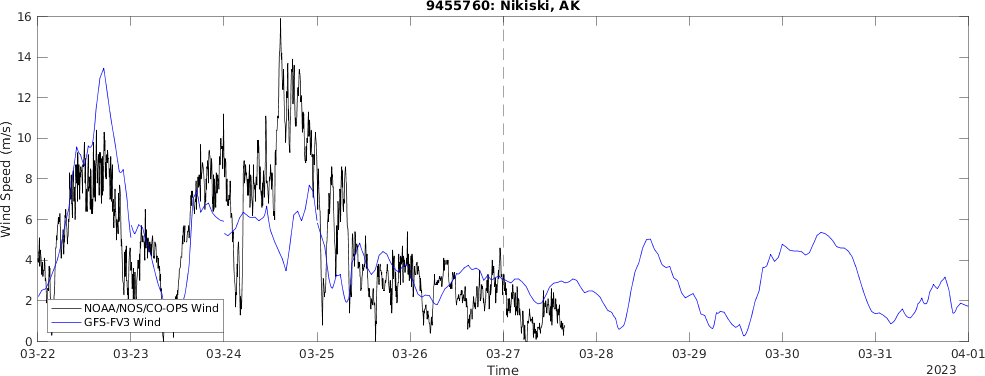 9455760: Nikiski, AK
Wind Speed (m/s)
16
14
12
10
8
6
4
2
0
NOAA/NOS/CO-OPS Wind
GFS-FV3 Wind
03-22 03-23 03-24 03-25 03-26 03-27 03-28 03-29 03-30 03-31 04-01
Time
2023